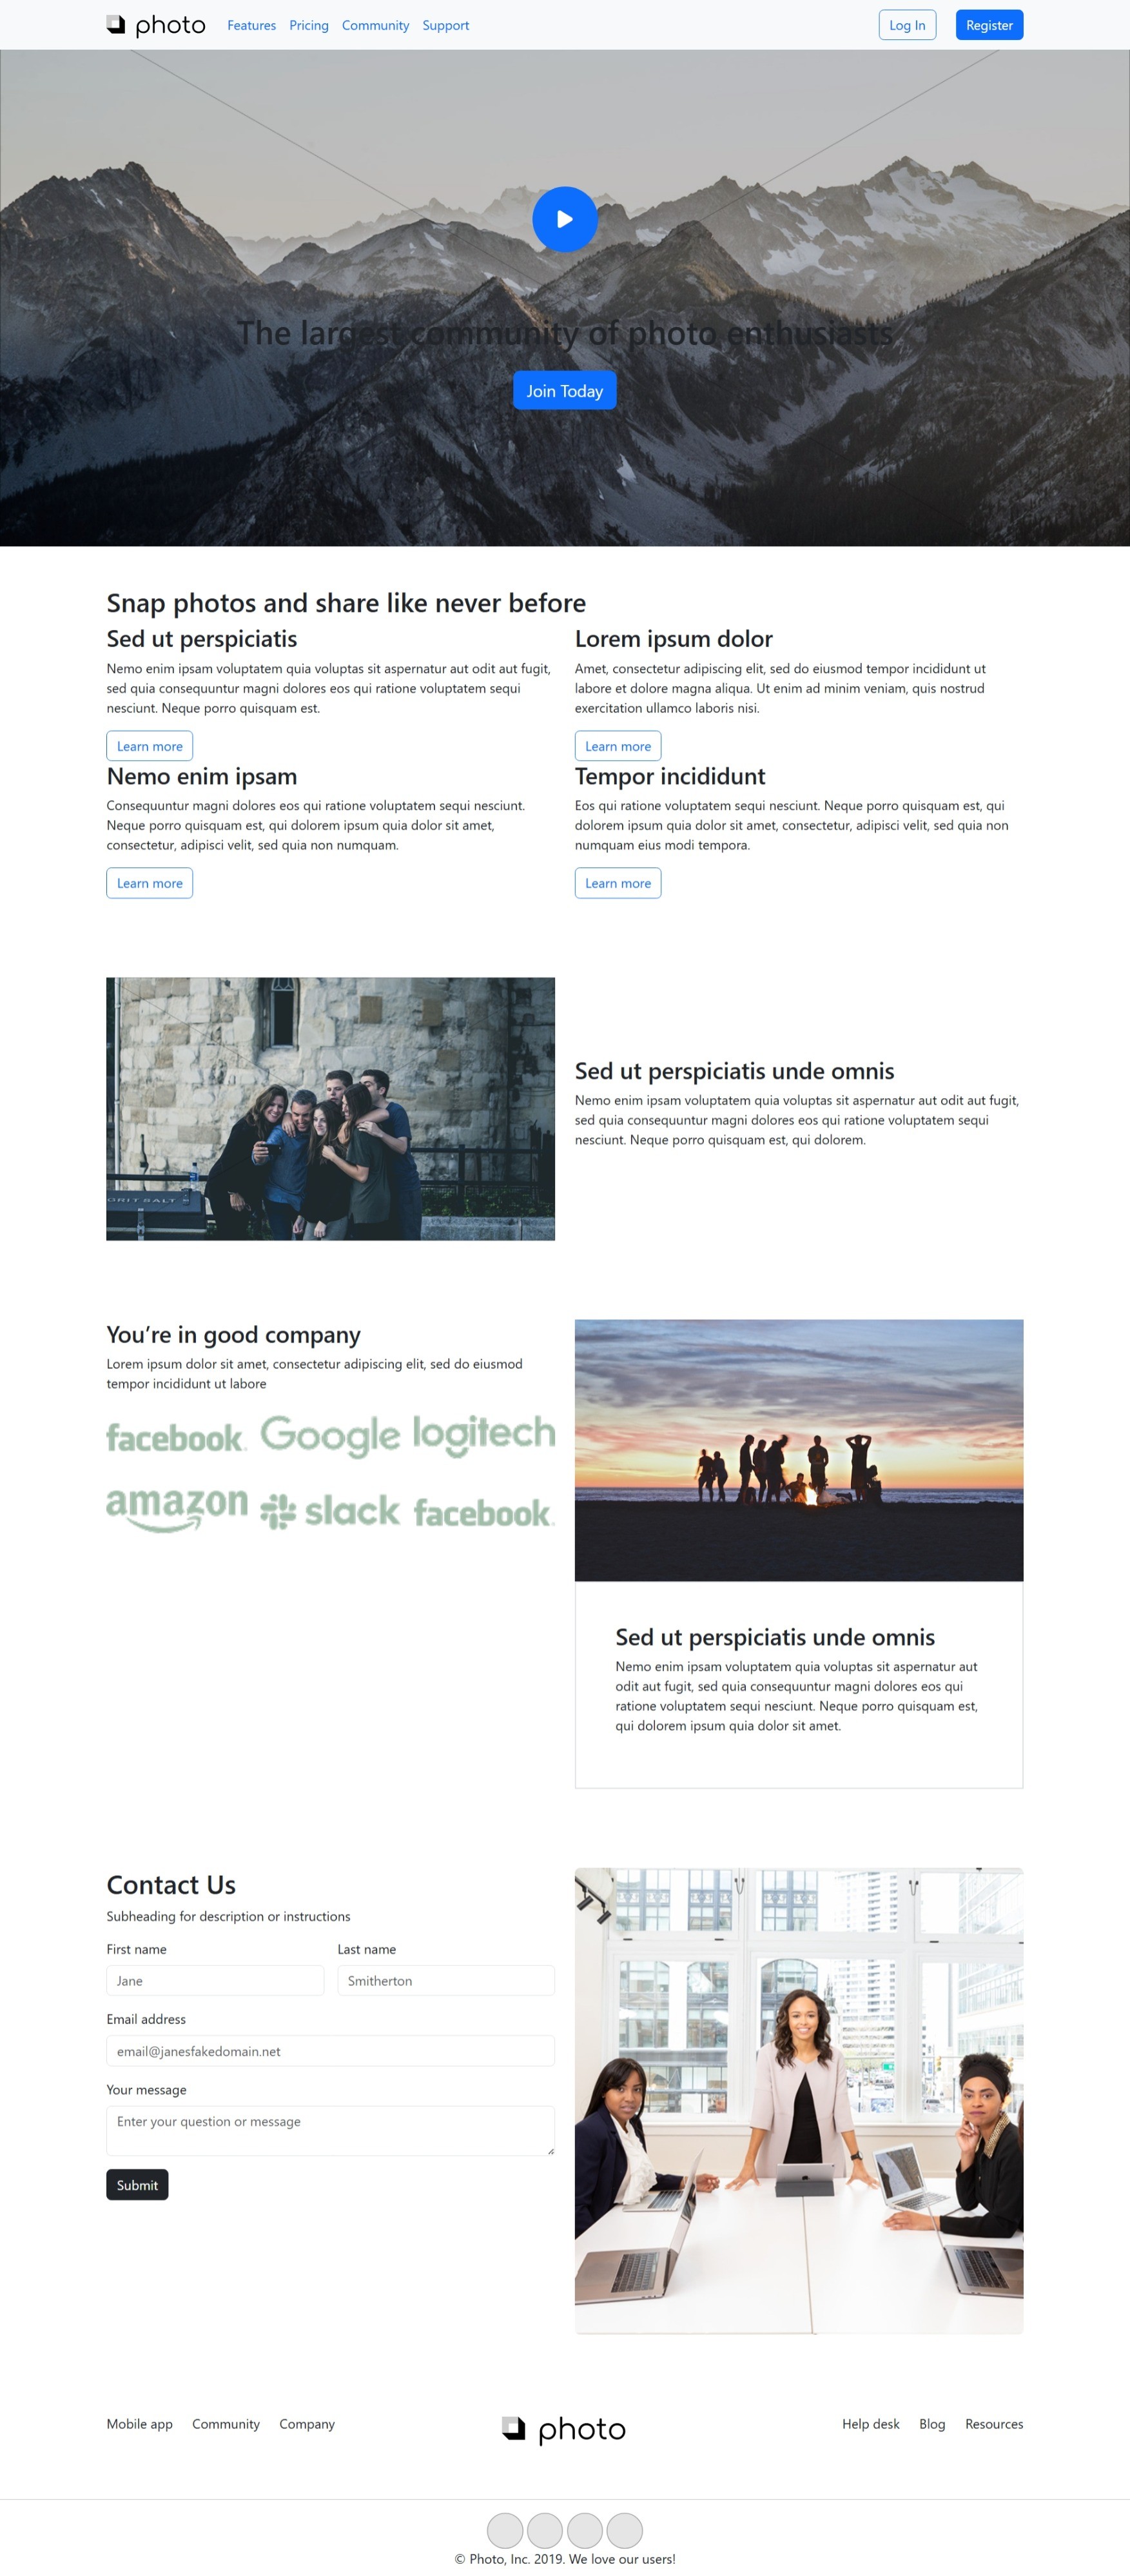 photo
Features Pricing Community Support
Log In Register
The largest community of photo enthusiasts
Join Today
Snap photos and share like never before
Sed ut perspiciatis
Nemo enim ipsam voluptatem quia voluptas sit aspernatur aut odit aut fugit,
sed quia consequuntur magni dolores eos qui ratione voluptatem sequi
nesciunt. Neque porro quisquam est.
Learn more
Lorem ipsum dolor
Amet, consectetur adipiscing elit, sed do eiusmod tempor incididunt ut
labore et dolore magna aliqua. Ut enim ad minim veniam, quis nostrud
exercitation ullamco laboris nisi.
Learn more
Nemo enim ipsam
Consequuntur magni dolores eos qui ratione voluptatem sequi nesciunt.
Neque porro quisquam est, qui dolorem ipsum quia dolor sit amet,
consectetur, adipisci velit, sed quia non numquam.
Learn more
Tempor incididunt
Eos qui ratione voluptatem sequi nesciunt. Neque porro quisquam est, qui
dolorem ipsum quia dolor sit amet, consectetur, adipisci velit, sed quia non
numquam eius modi tempora.
Learn more
GRIT SALT
Sed ut perspiciatis unde omnis
Nemo enim ipsam voluptatem quia voluptas sit aspernatur aut odit aut fugit,
sed quia consequuntur magni dolores eos qui ratione voluptatem sequi
nesciunt. Neque porro quisquam est, qui dolorem.
You’re in good company
Lorem ipsum dolor sit amet, consectetur adipiscing elit, sed do eiusmod
tempor incididunt ut labore
facebook. Google logitech
amazon slack facebook.
Sed ut perspiciatis unde omnis
Nemo enim ipsam voluptatem quia voluptas sit aspernatur aut
odit aut fugit, sed quia consequuntur magni dolores eos qui
ratione voluptatem sequi nesciunt. Neque porro quisquam est,
qui dolorem ipsum quia dolor sit amet.
Contact Us
Subheading for description or instructions
First name Last name
Jane Smitherton
Email address
email@janesfakedomain.net
Your message
Enter your question or message
Submit
Mobile app Community Company
photo
Help desk Blog Resources
© Photo, Inc. 2019. We love our users!